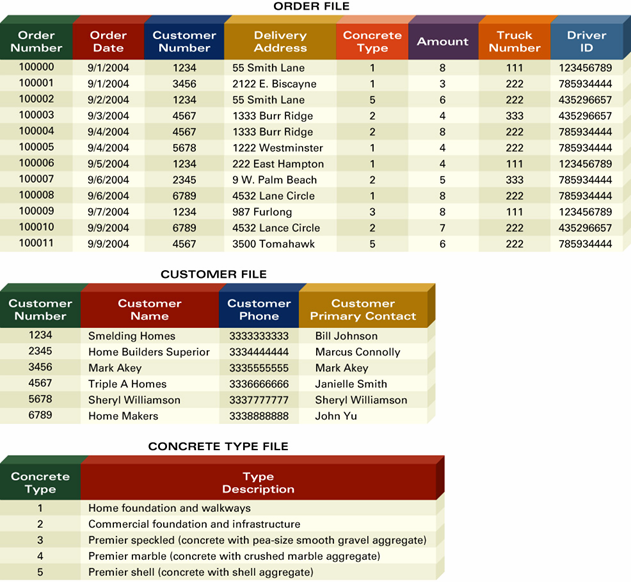 ORDER FILE
Order Number Order Date Customer Number Delivery Address Concrete Type Amount Truck Number Driver ID
100000 9/1/2004 1234 55 Smith Lane 1 8 111 123456789
100001 9/1/2004 3456 2122 E. Biscayne 1 3 222 785934444
100002 9/2/2004 1234 55 Smith Lane 5 6 222 435296657
100003 9/3/2004 4567 1333 Burr Ridge 2 4 333 435296657
100004 9/4/2004 4567 1333 Burr Ridge 2 8 222 785934444
100005 9/4/2004 5678 1222 Westminster 1 4 222 785934444
100006 9/5/2004 1234 222 East Hampton 1 4 111 123456789
100007 9/6/2004 2345 9 W. Palm Beach 2 5 333 785934444
100008 9/6/2004 6789 4532 Lane Circle 1 8 222 785934444
100009 9/7/2004 1234 987 Furlong 3 8 111 123456789
100010 9/9/2004 6789 4532 Lance Circle 2 7 222 435296657
100011 9/9/2004 4567 3500 Tomahawk 5 6 222 785934444
CUSTOMER FILE
Customer Number Customer Name Customer Phone Customer Primary Contact
1234 Smelding Homes 3333333333 Bill Johnson
2345 Home Builders Superior 3334444444 Marcus Connolly
3456 Mark Akey 3335555555 Mark Akey
4567 Triple A Homes 3336666666 Janielle Smith
5678 Sheryl Williamson 3337777777 Sheryl Williamson
6789 Home Makers 3338888888 John Yu
CONCRETE TYPE FILE
Concrete Type Type Description
1 Home foundation and walkways
2 Commercial foundation and infrastructure
3 Premier speckled (concrete with pea-size smooth gravel aggregate)
4 Premier marble (concrete with crushed marble aggregate)
5 Premier shell (concrete with shell aggregate)